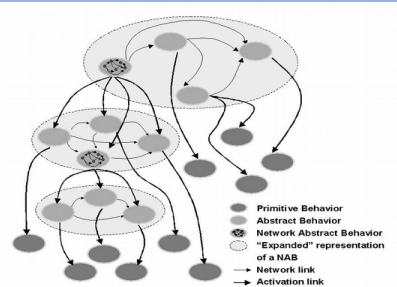 Primitive Behavior
Abstract Behavior
Network Abstract Behavior
"Expanded" representation
of a NAB
Network link
Activation link